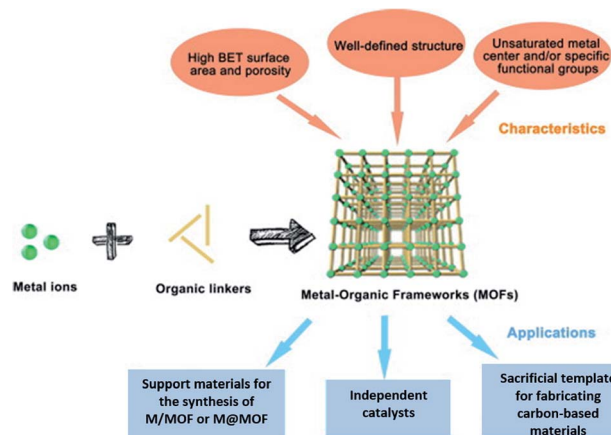 High BET surface
area and porosity
Well-defined structure
Unsaturated metal
center and/or specific
functional groups
Characteristics
Metal ions
Organic linkers
Metal-Organic Frameworks (MOFs)
Applications
Support materials for
the synthesis of
M/MOF or M@MOF
Independent
catalysts
Sacrificial template
for fabricating
carbon-based
materials